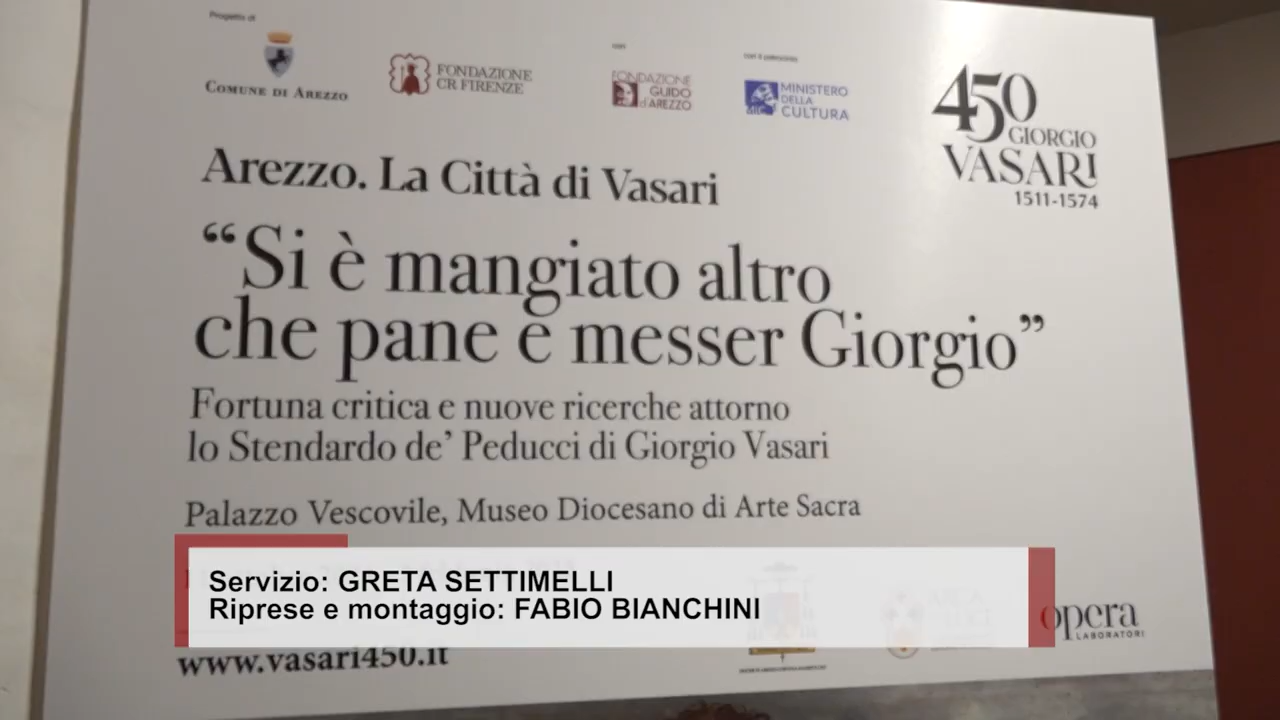 Progetto di
COMUNE DI AREZZO
FONDAZIONE
CR FIRENZE
con
FONDAZIONE
GUIDO
d'AREZZO
con il patrocinio
MiC
MINISTERO
DELLA
CULTURA
450
GIORGIO
VASARI
1511-1574
Arezzo. La Città di Vasari
“Si è mangiato altro
che pane e messer Giorgio”
Fortuna critica e nuove ricerche attorno
lo Stendardo de’ Peducci di Giorgio Vasari
Palazzo Vescovile, Museo Diocesano di Arte Sacra
Servizio: GRETA SETTIMELLI
Riprese e montaggio: FABIO BIANCHINI
opera
LABORATORI
www.vasari450.it